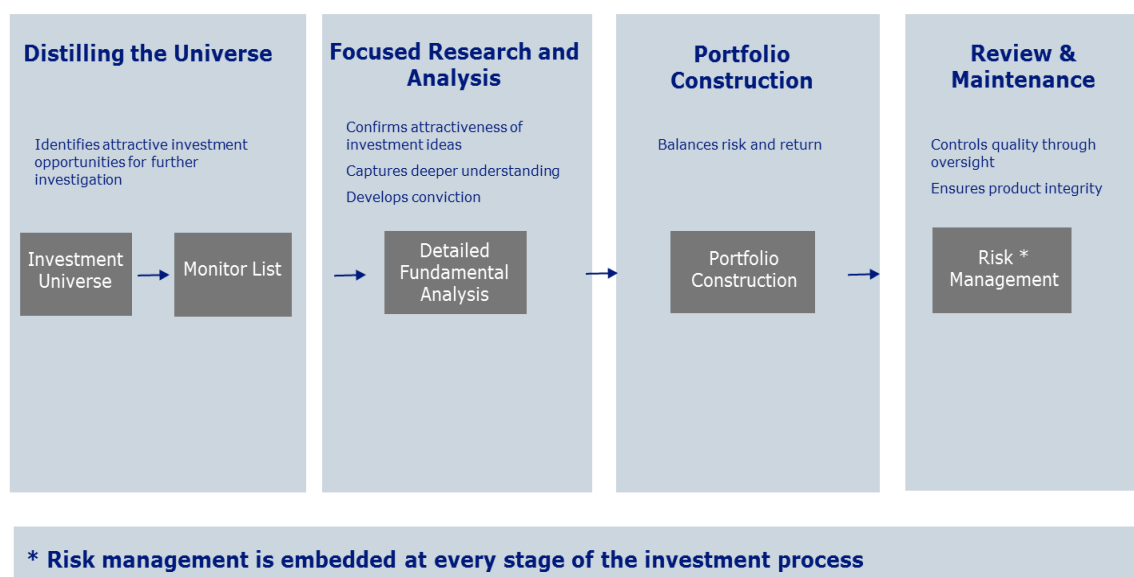 Distilling the Universe
Identifies attractive investment
opportunities for further
investigation
Investment
Universe
Monitor List
Focused Research and
Analysis
Confirms attractiveness of
investment ideas
Captures deeper understanding
Develops conviction
Detailed
Fundamental
Analysis
Portfolio
Construction
Balances risk and return
Portfolio
Construction
Review &
Maintenance
Controls quality through
oversight
Ensures product integrity
Risk *
Management
* Risk management is embedded at every stage of the investment process